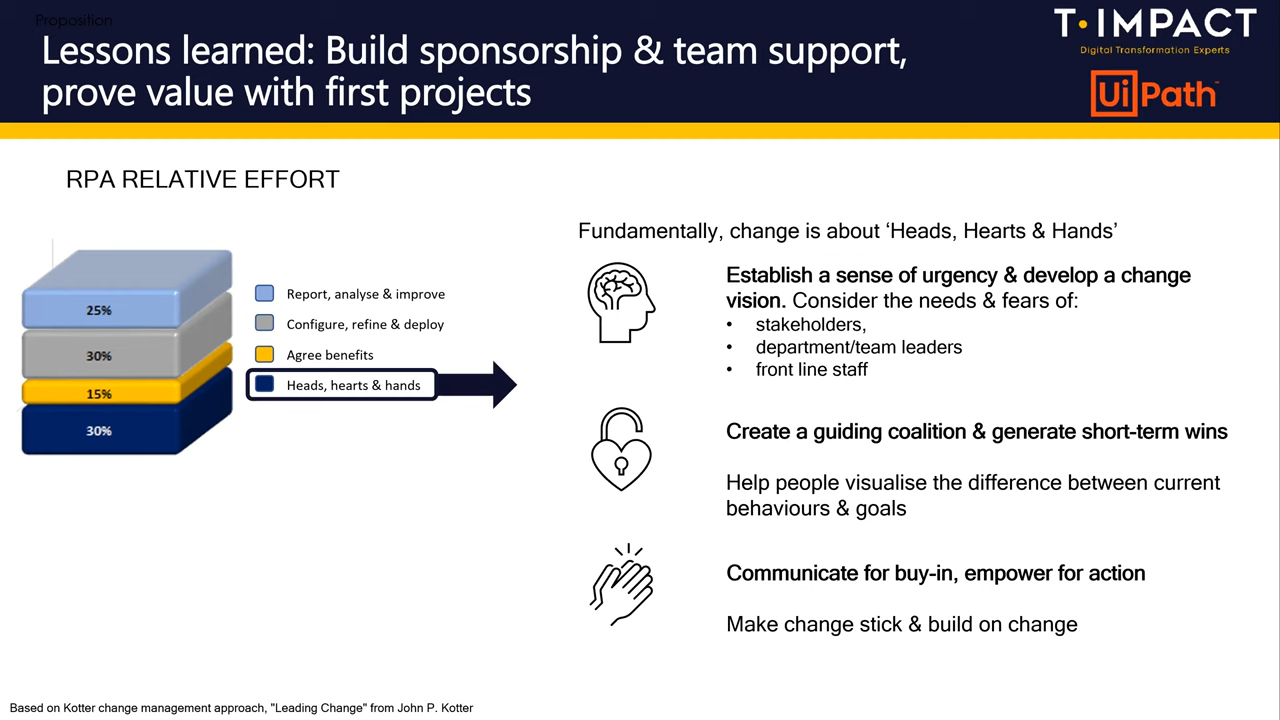 Proposition
Lessons learned: Build sponsorship & team support,
prove value with first projects
T·IMPACT
Digital Transformation Experts
UiPath™
RPA RELATIVE EFFORT
25%
30%
15%
30%
Report, analyse & improve
Configure, refine & deploy
Agree benefits
Heads, hearts & hands
Fundamentally, change is about ‘Heads, Hearts & Hands’
Establish a sense of urgency & develop a change
vision. Consider the needs & fears of:
• stakeholders,
• department/team leaders
• front line staff
Create a guiding coalition & generate short-term wins
Help people visualise the difference between current
behaviours & goals
Communicate for buy-in, empower for action
Make change stick & build on change
Based on Kotter change management approach, "Leading Change" from John P. Kotter